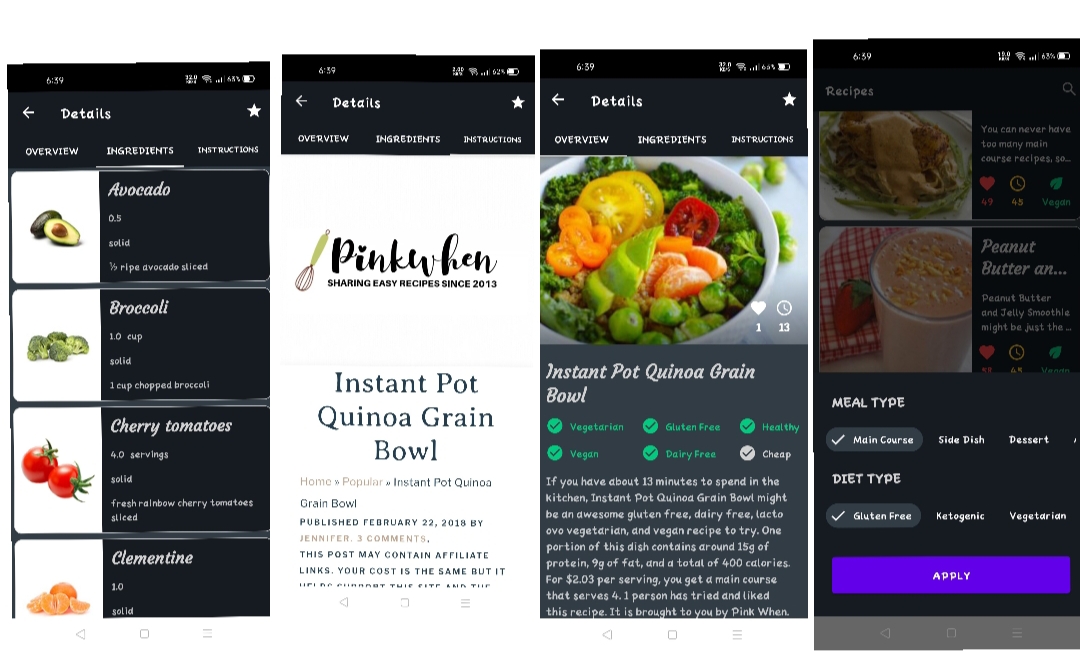 6:39
63%
Details
OVERVIEW
INGREDIENTS
INSTRUCTIONS
Avocado
0.5
solid
½ ripe avocado sliced
Broccoli
1.0 cup
solid
1 cup chopped broccoli
Cherry tomatoes
4.0 servings
solid
fresh rainbow cherry tomatoes
sliced
Clementine
1.0
solid
6:39
62%
Details
OVERVIEW
INGREDIENTS
INSTRUCTIONS
Pinkwhen
SHARING EASY RECIPES SINCE 2013
Instant Pot
Quinoa Grain
Bowl
Home » Popular » Instant Pot Quinoa
Grain Bowl
PUBLISHED FEBRUARY 22, 2018 BY
JENNIFER. 3 COMMENTS.
THIS POST MAY CONTAIN AFFILIATE
LINKS. YOUR COST IS THE SAME BUT IT
HELPS SUPPORT THIS SITE AND THE
6:39
Details
OVERVIEW
INGREDIENTS
INSTRUCTIONS
1
13
Instant Pot Quinoa Grain
Bowl
Vegetarian
Gluten Free
Healthy
Vegan
Dairy Free
Cheap
If you have about 13 minutes to spend in the
kitchen, Instant Pot Quinoa Grain Bowl might
be an awesome gluten free, dairy free, lacto
ovo vegetarian, and vegan recipe to try. One
portion of this dish contains around 15g of
protein, 9g of fat, and a total of 400 calories.
For $2.03 per serving, you get a main course
that serves 4. 1 person has tried and liked
this recipe. It is brought to you by Pink When.
6:39
63%
Recipes
You can never have
too many main
course recipes, so...
49
45
Vegan
Peanut
Butter an...
Peanut Butter
and Jelly Smoothie
might be just the ...
MEAL TYPE
Main Course
Side Dish
Dessert
DIET TYPE
Gluten Free
Ketogenic
Vegetarian
APPLY